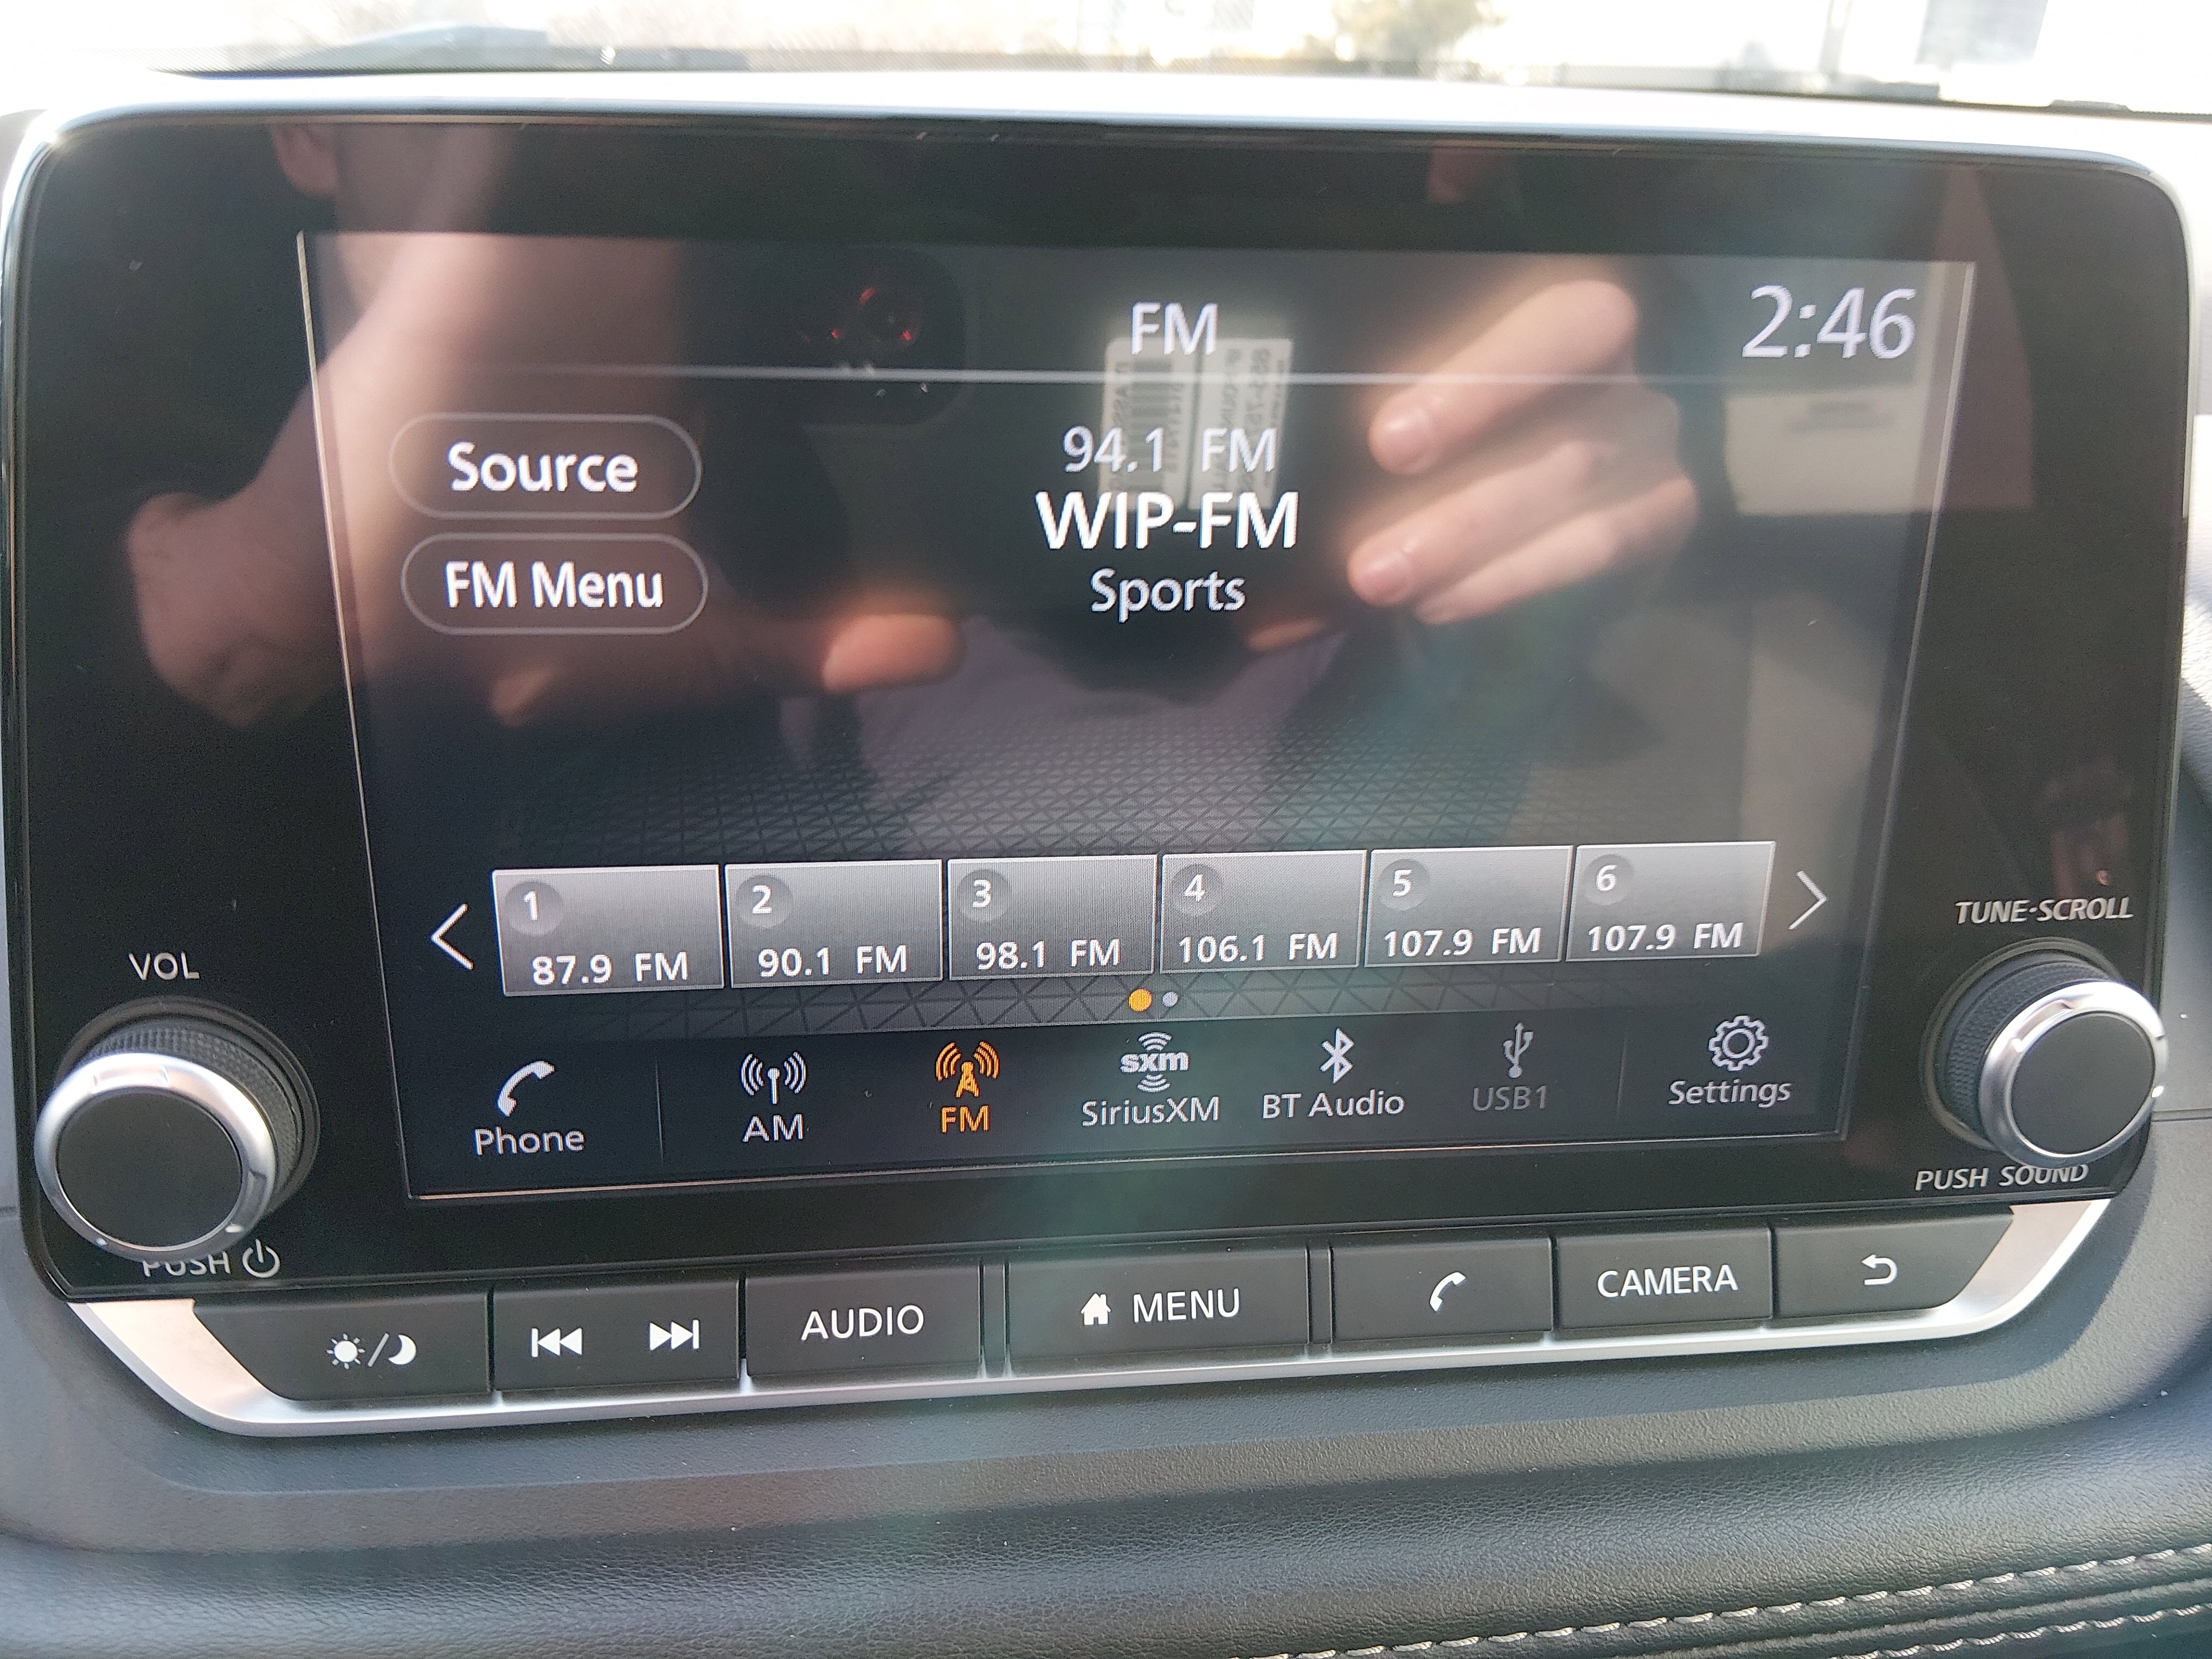 FM
2:46
94.1 FM
WIP-FM
Sports
Source
FM Menu
1
87.9 FM
2
90.1 FM
3
98.1 FM
4
106.1 FM
5
107.9 FM
6
107.9 FM
VOL
TUNE·SCROLL
Phone
AM
FM
sxm
SiriusXM
BT Audio
USB1
Settings
PUSH
PUSH SOUND
AUDIO
MENU
CAMERA